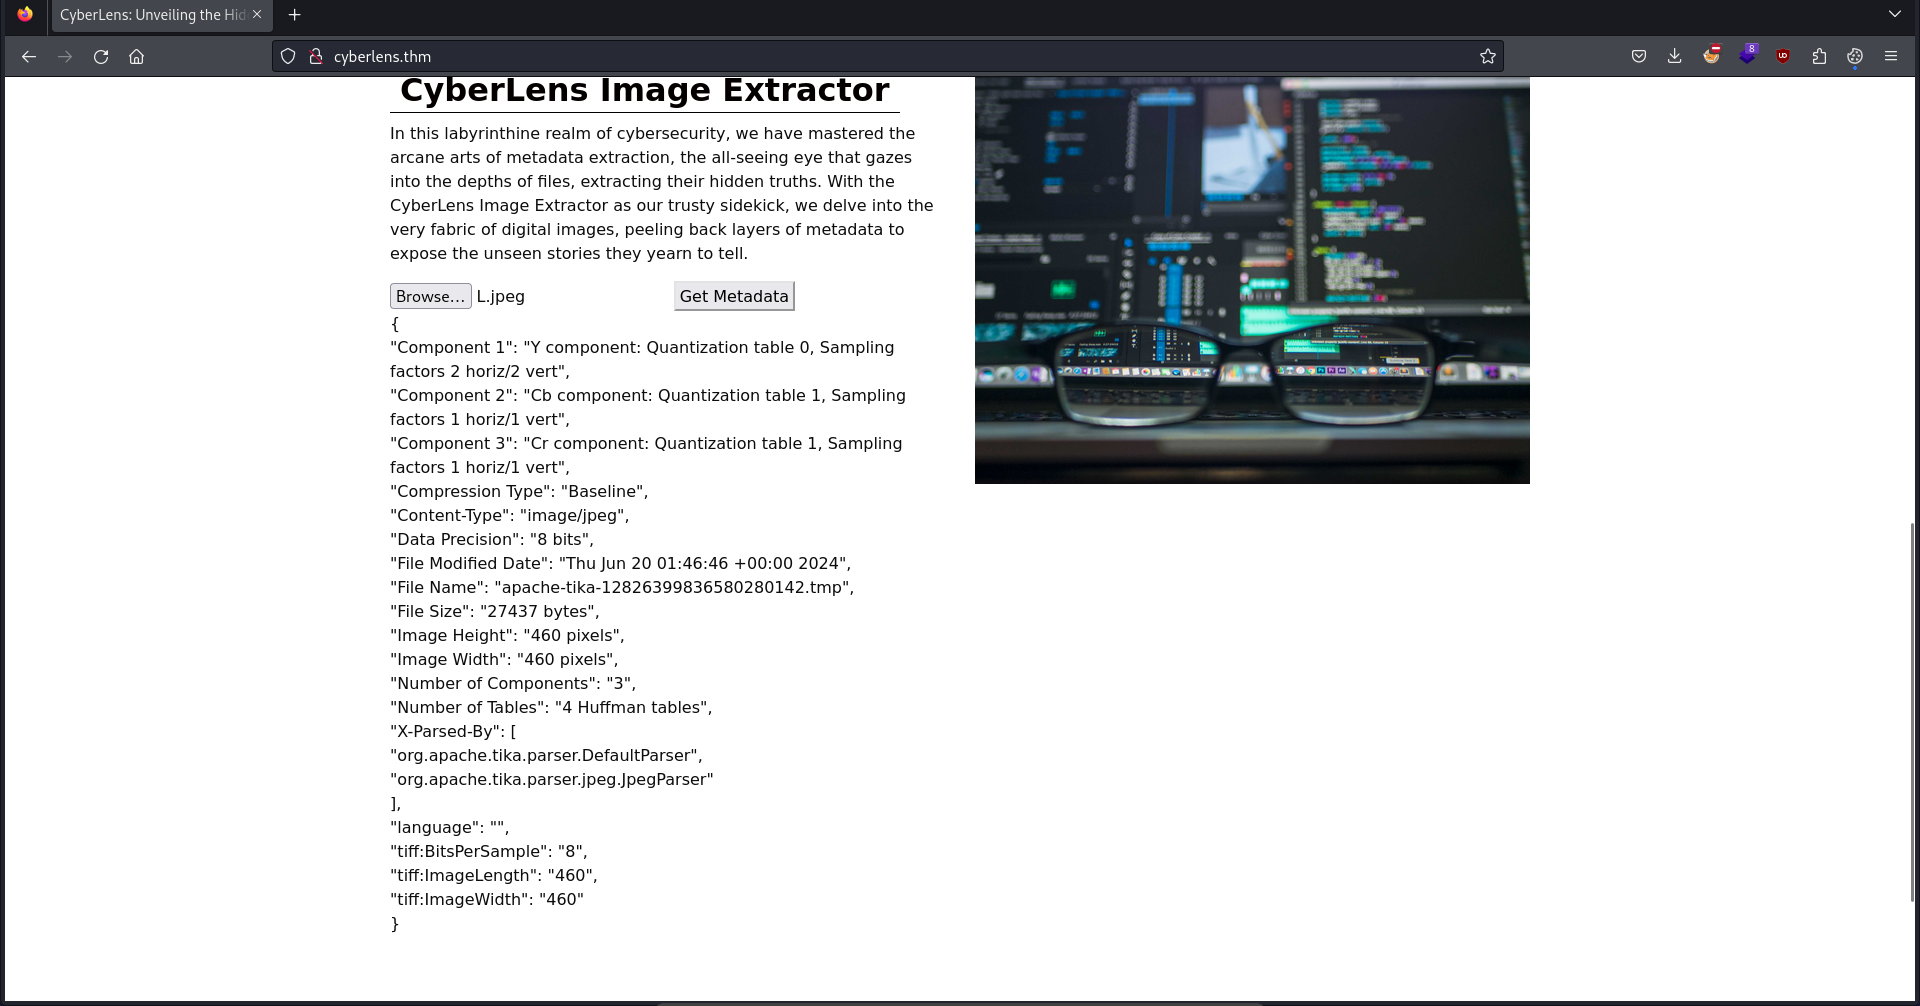 CyberLens: Unveiling the Hid
cyberlens.thm
8
CyberLens Image Extractor
In this labyrinthine realm of cybersecurity, we have mastered the
arcane arts of metadata extraction, the all-seeing eye that gazes
into the depths of files, extracting their hidden truths. With the
CyberLens Image Extractor as our trusty sidekick, we delve into the
very fabric of digital images, peeling back layers of metadata to
expose the unseen stories they yearn to tell.
Browse... L.jpeg Get Metadata
{
"Component 1": "Y component: Quantization table 0, Sampling
factors 2 horiz/2 vert",
"Component 2": "Cb component: Quantization table 1, Sampling
factors 1 horiz/1 vert",
"Component 3": "Cr component: Quantization table 1, Sampling
factors 1 horiz/1 vert",
"Compression Type": "Baseline",
"Content-Type": "image/jpeg",
"Data Precision": "8 bits",
"File Modified Date": "Thu Jun 20 01:46:46 +00:00 2024",
"File Name": "apache-tika-12826399836580280142.tmp",
"File Size": "27437 bytes",
"Image Height": "460 pixels",
"Image Width": "460 pixels",
"Number of Components": "3",
"Number of Tables": "4 Huffman tables",
"X-Parsed-By": [
"org.apache.tika.parser.DefaultParser",
"org.apache.tika.parser.jpeg.JpegParser"
],
"language": "",
"tiff:BitsPerSample": "8",
"tiff:ImageLength": "460",
"tiff:ImageWidth": "460"
}